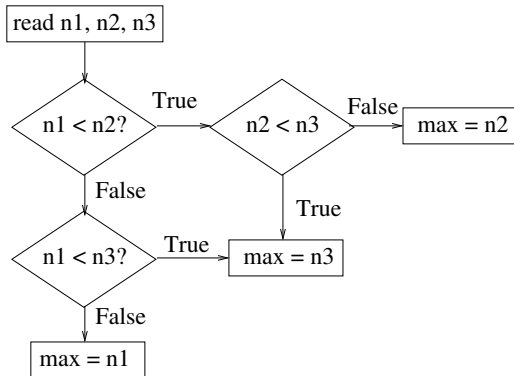 read n1, n2, n3
n1 < n2?
True
n2 < n3
False
max = n2
False
True
n1 < n3?
True
max = n3
False
max = n1